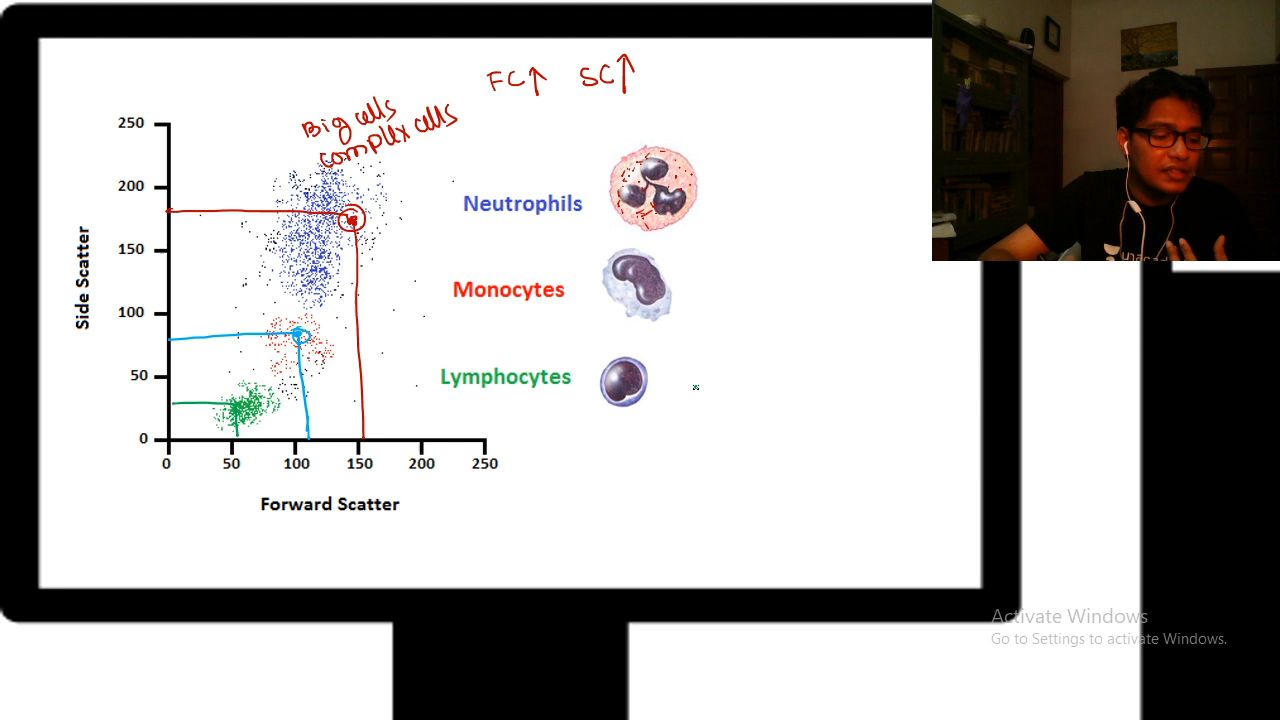 FC↑ SC↑
Big cells
complex cells
250
200
150
100
50
0
Side Scatter
0 50 100 150 200 250
Forward Scatter
Neutrophils
Monocytes
Lymphocytes
Activate Windows
Go to Settings to activate Windows.